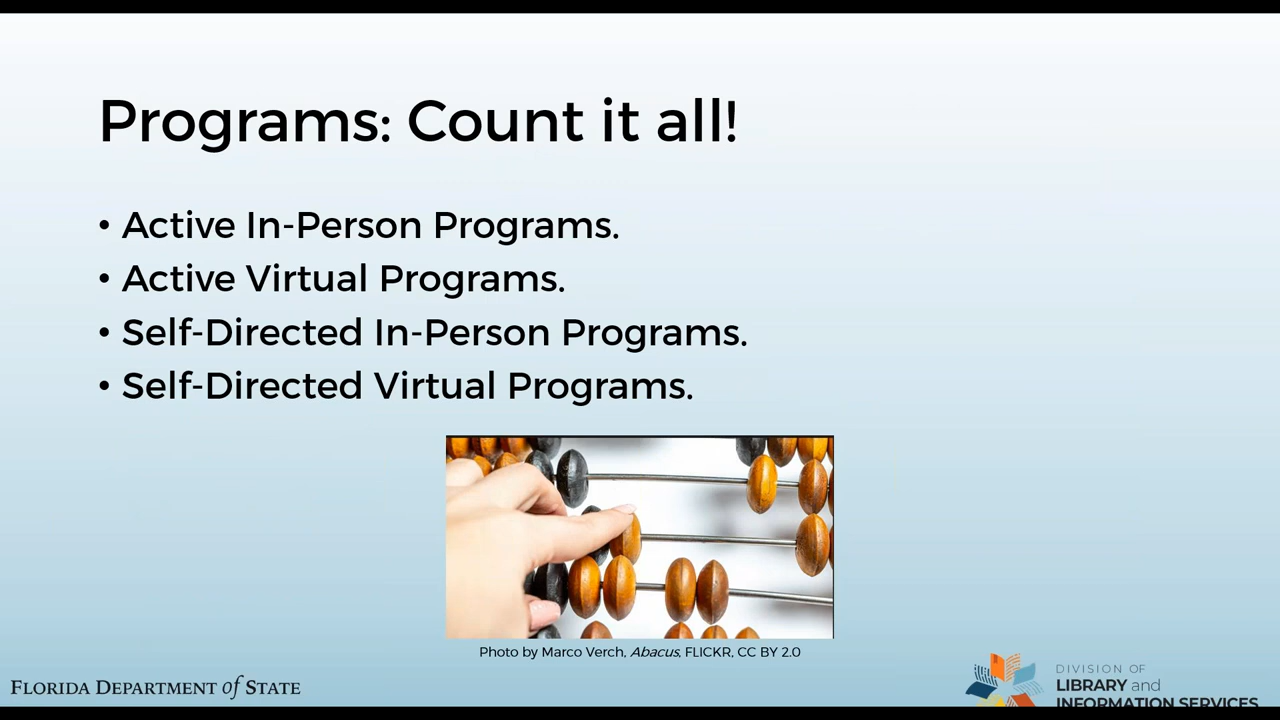 Programs: Count it all!
• Active In-Person Programs.
• Active Virtual Programs.
• Self-Directed In-Person Programs.
• Self-Directed Virtual Programs.
Photo by Marco Verch, Abacus, FLICKR, CC BY 2.0
FLORIDA DEPARTMENT of STATE
DIVISION OF
LIBRARY and
INFORMATION SERVICES